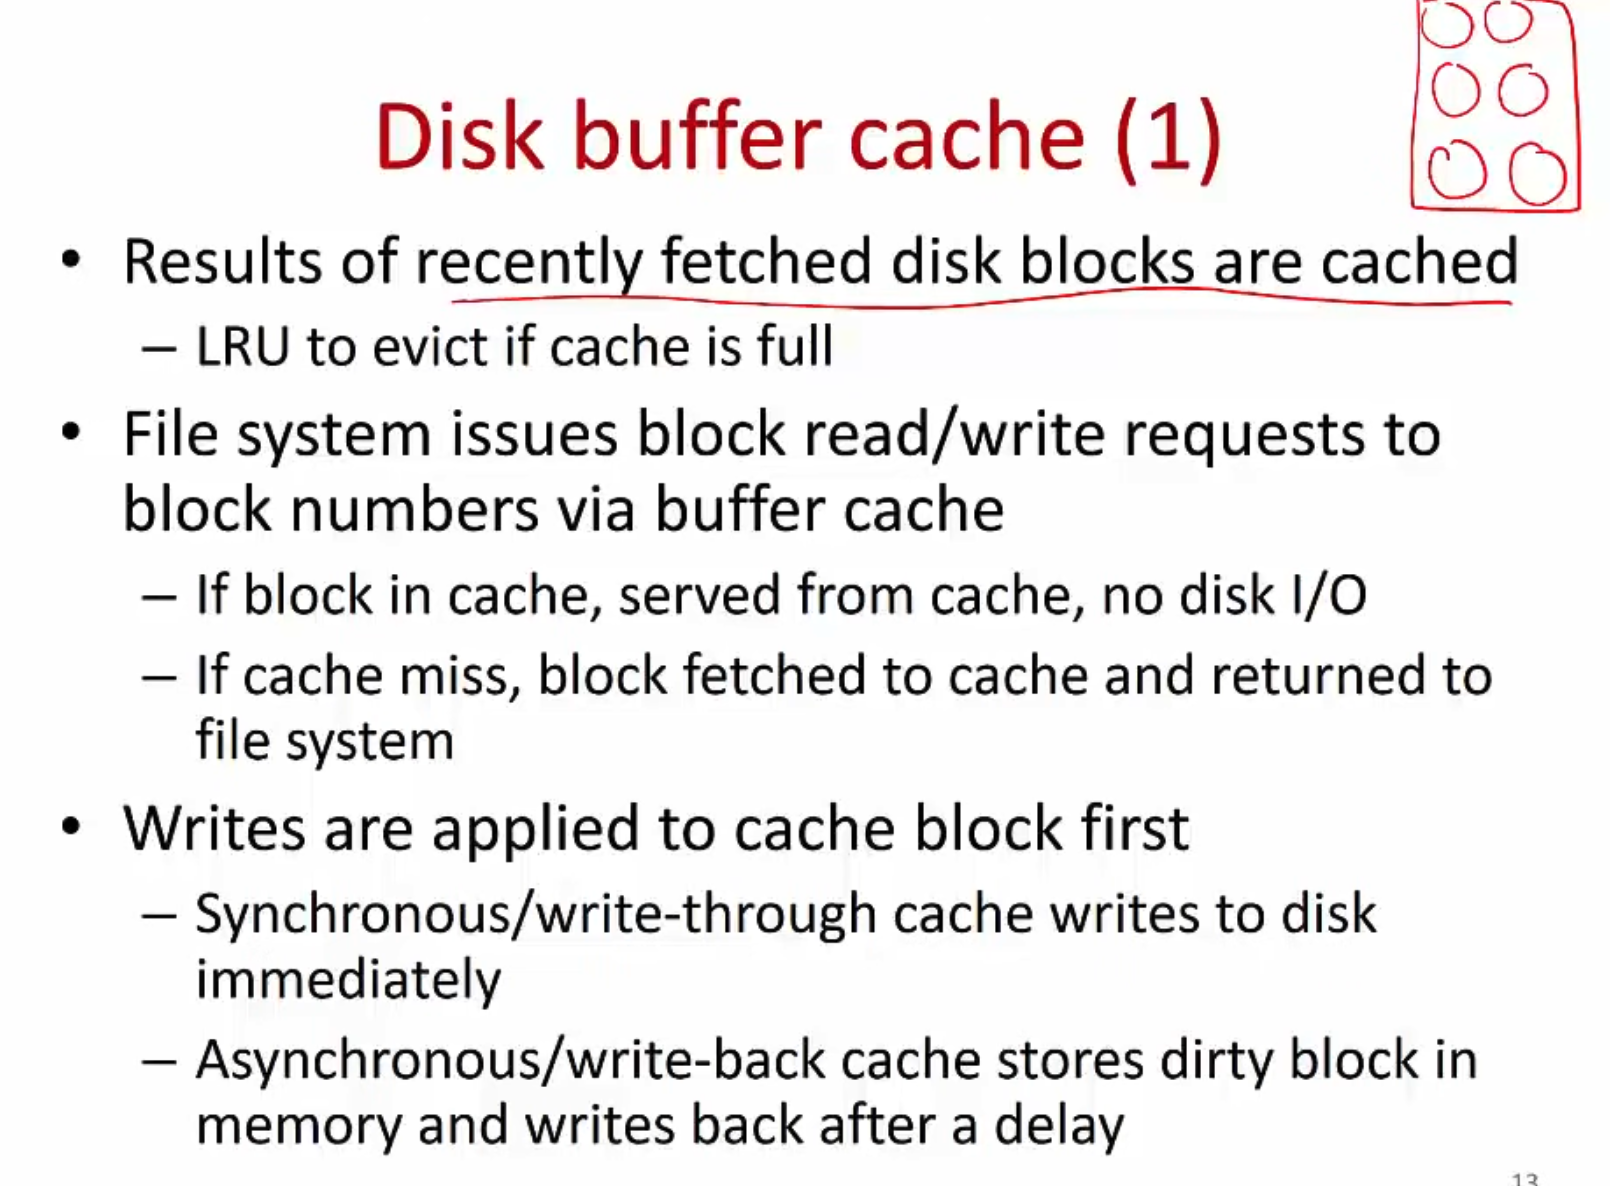 Disk buffer cache (1)
• Results of recently fetched disk blocks are cached
– LRU to evict if cache is full
• File system issues block read/write requests to
block numbers via buffer cache
– If block in cache, served from cache, no disk I/O
– If cache miss, block fetched to cache and returned to
file system
• Writes are applied to cache block first
– Synchronous/write-through cache writes to disk
immediately
– Asynchronous/write-back cache stores dirty block in
memory and writes back after a delay
13